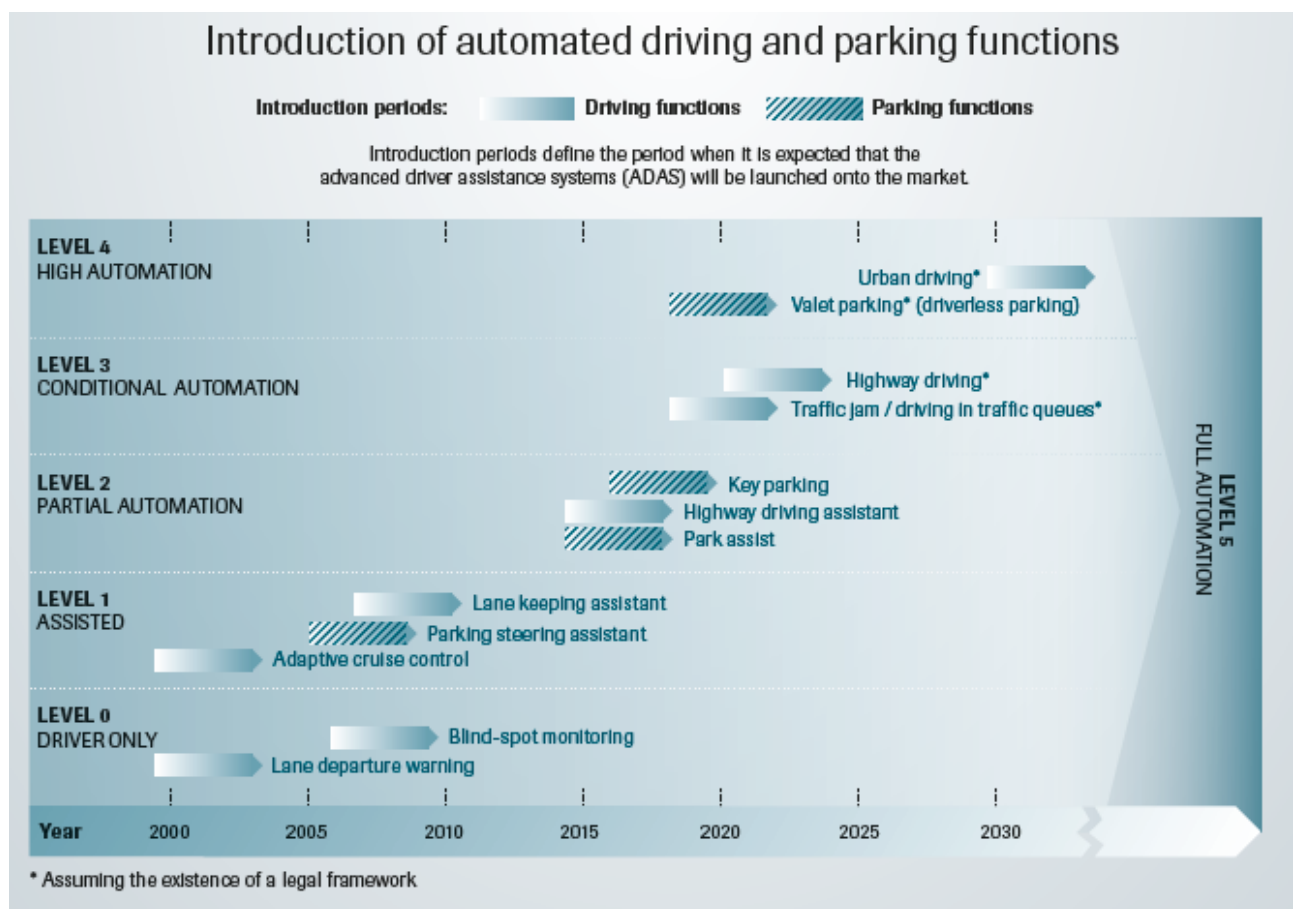 Introduction of automated driving and parking functions
Introduction periods: Driving functions Parking functions
Introduction periods define the period when it is expected that the
advanced driver assistance systems (ADAS) will be launched onto the market.
LEVEL 4
HIGH AUTOMATION
Urban driving*
Valet parking* (driverless parking)
LEVEL 3
CONDITIONAL AUTOMATION
Highway driving*
Traffic jam / driving in traffic queues*
LEVEL 2
PARTIAL AUTOMATION
Key parking
Highway driving assistant
Park assist
LEVEL 1
ASSISTED
Lane keeping assistant
Parking steering assistant
Adaptive cruise control
LEVEL 0
DRIVER ONLY
Blind-spot monitoring
Lane departure warning
LEVEL 5
FULL AUTOMATION
Year 2000 2005 2010 2015 2020 2025 2030
* Assuming the existence of a legal framework